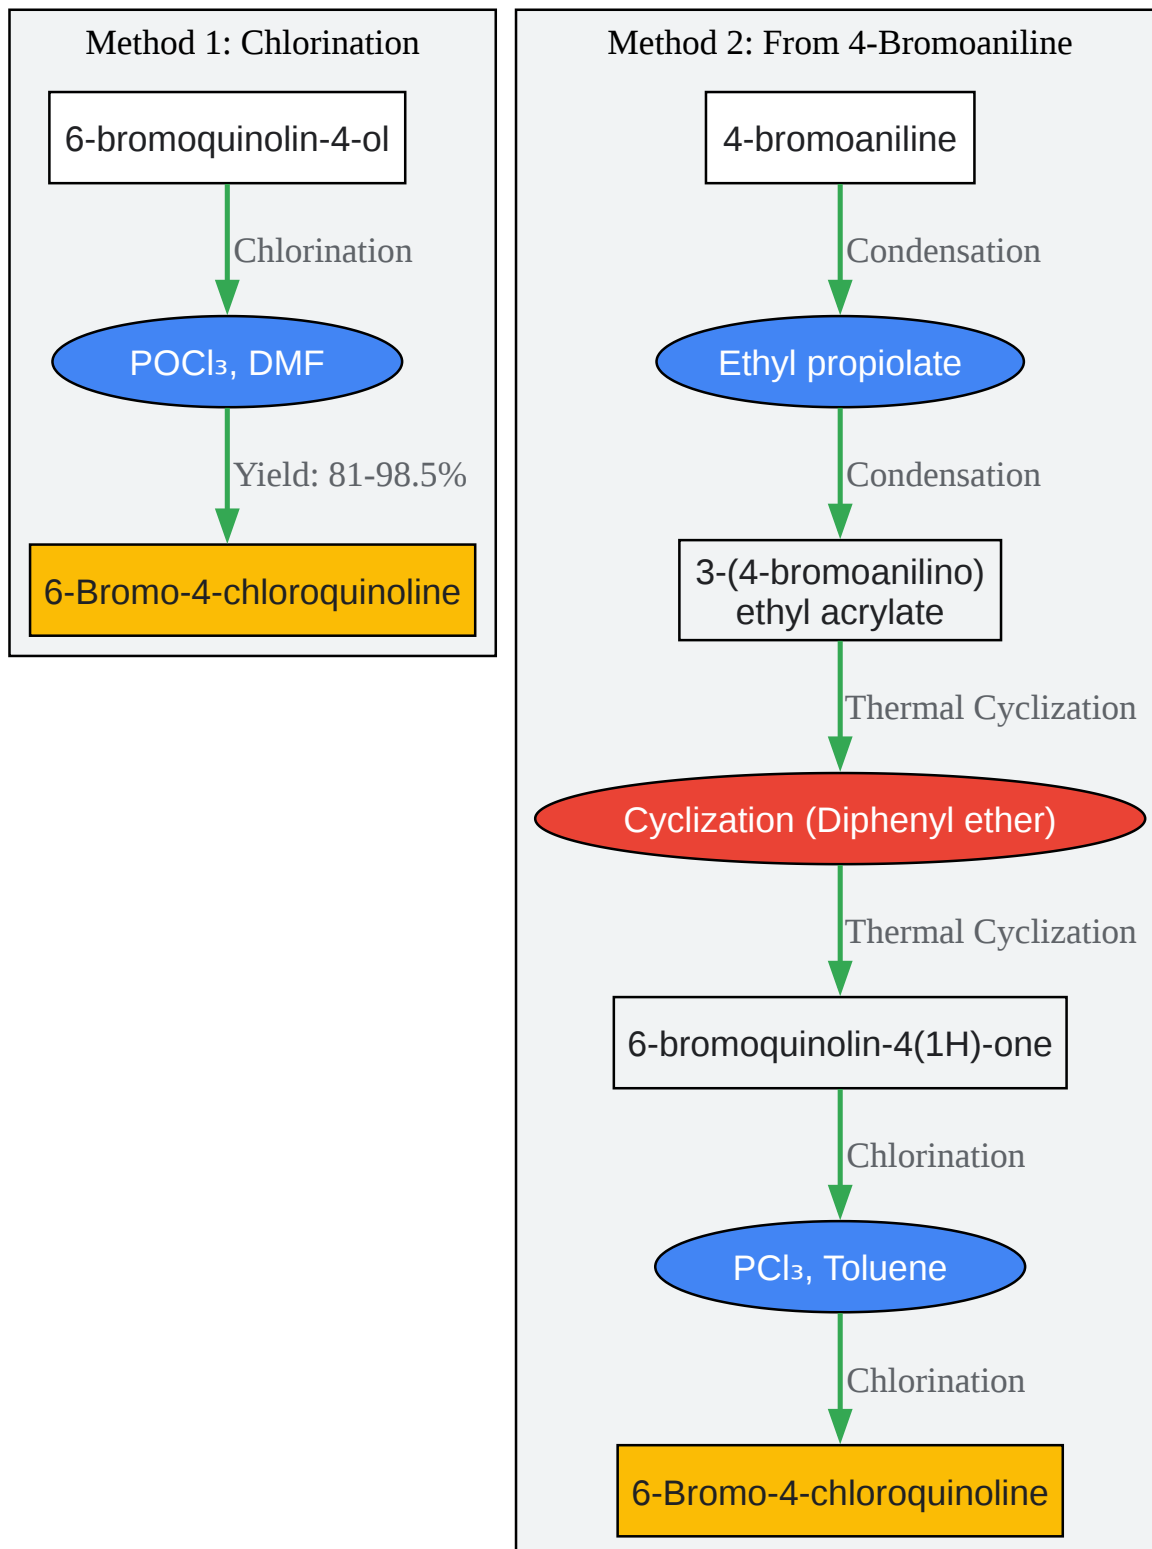 Method 1: Chlorination
6-bromoquinolin-4-ol
Chlorination
POCl₃, DMF
Yield: 81-98.5%
6-Bromo-4-chloroquinoline
Method 2: From 4-Bromoaniline
4-bromoaniline
Condensation
Ethyl propiolate
Condensation
3-(4-bromoanilino)
ethyl acrylate
Thermal Cyclization
Cyclization (Diphenyl ether)
Thermal Cyclization
6-bromoquinolin-4(1H)-one
Chlorination
PCl₃, Toluene
Chlorination
6-Bromo-4-chloroquinoline